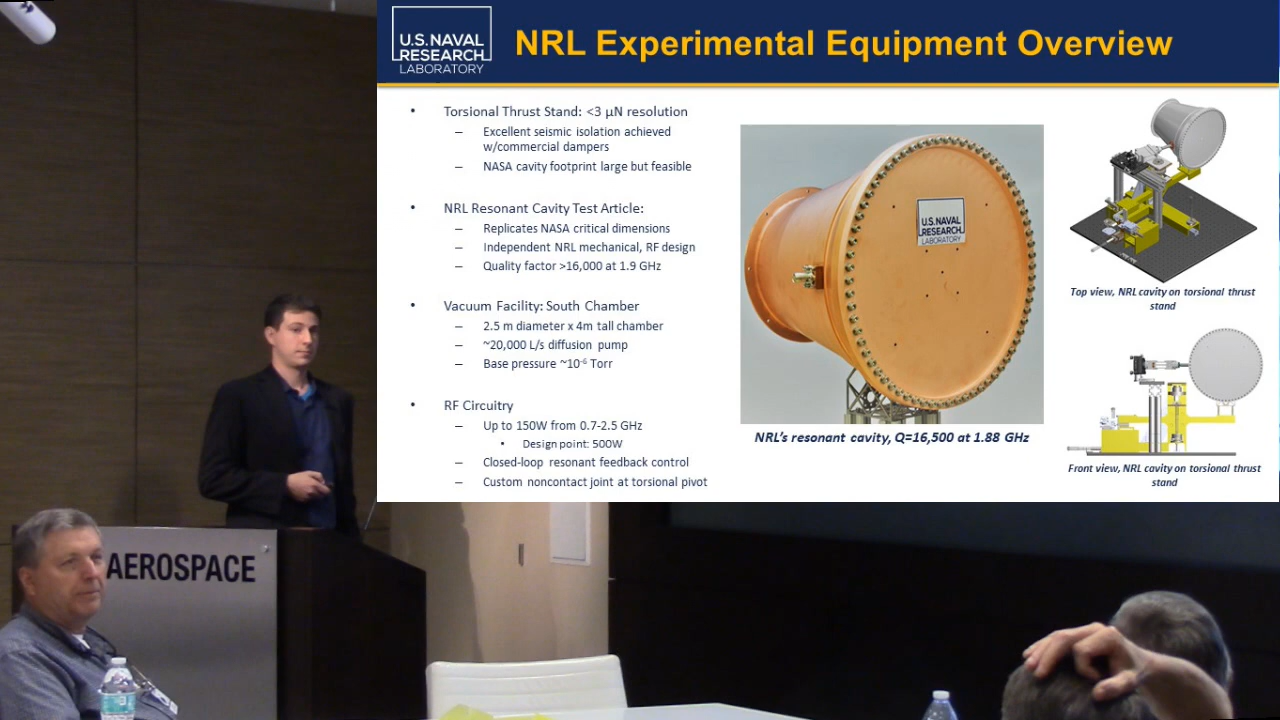 U.S. NAVAL
RESEARCH
LABORATORY
NRL Experimental Equipment Overview
• Torsional Thrust Stand: <3 µN resolution
– Excellent seismic isolation achieved
w/commercial dampers
– NASA cavity footprint large but feasible
• NRL Resonant Cavity Test Article:
– Replicates NASA critical dimensions
– Independent NRL mechanical, RF design
– Quality factor >16,000 at 1.9 GHz
• Vacuum Facility: South Chamber
– 2.5 m diameter x 4m tall chamber
– ~20,000 L/s diffusion pump
– Base pressure ~10⁻⁶ Torr
• RF Circuitry
– Up to 150W from 0.7-2.5 GHz
• Design point: 500W
– Closed-loop resonant feedback control
– Custom noncontact joint at torsional pivot
U.S. NAVAL
RESEARCH
LABORATORY
NRL's resonant cavity, Q=16,500 at 1.88 GHz
Top view, NRL cavity on torsional thrust
stand
Front view, NRL cavity on torsional thrust
stand
AEROSPACE